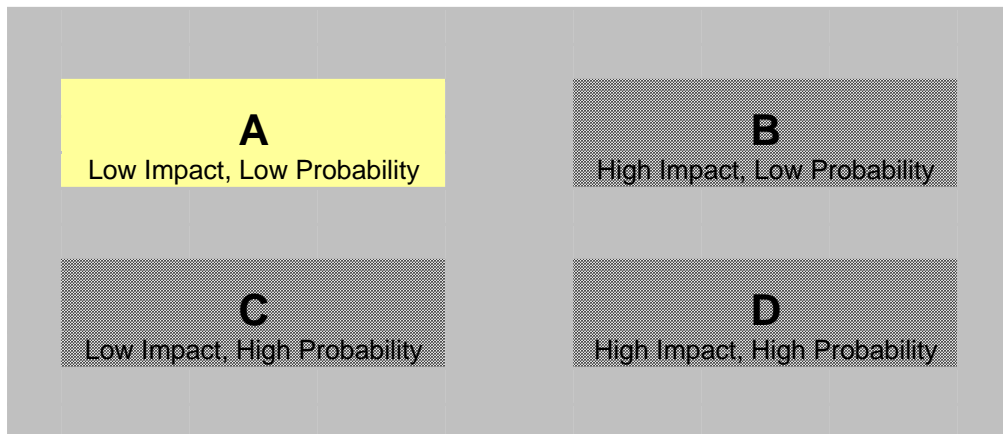 A
Low Impact, Low Probability
B
High Impact, Low Probability
C
Low Impact, High Probability
D
High Impact, High Probability